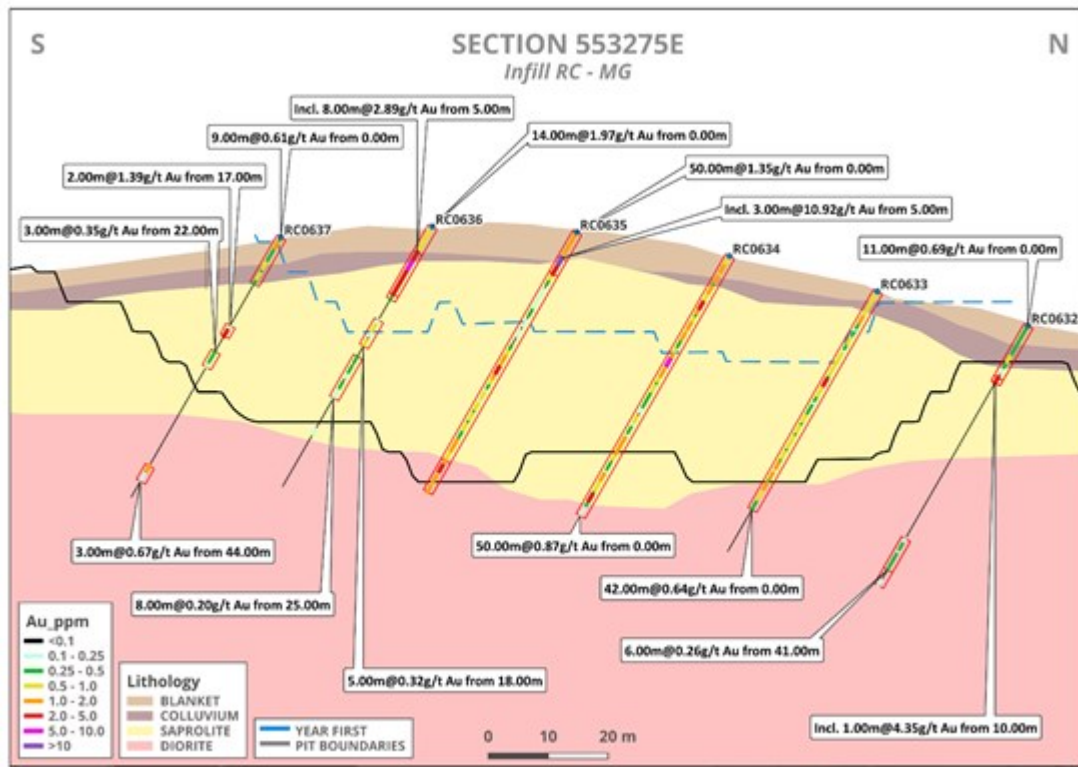 S
SECTION 553275E
N
Infill RC - MG
Incl. 8.00m@2.89g/t Au from 5.00m
9.00m@0.61g/t Au from 0.00m
14.00m@1.97g/t Au from 0.00m
2.00m@1.39g/t Au from 17.00m
50.00m@1.35g/t Au from 0.00m
3.00m@0.35g/t Au from 22.00m
Incl. 3.00m@10.92g/t Au from 5.00m
11.00m@0.69g/t Au from 0.00m
RC0637
RC0636
RC0635
RC0634
RC0633
RC0632
3.00m@0.67g/t Au from 44.00m
50.00m@0.87g/t Au from 0.00m
8.00m@0.20g/t Au from 25.00m
42.00m@0.64g/t Au from 0.00m
6.00m@0.26g/t Au from 41.00m
5.00m@0.32g/t Au from 18.00m
Incl. 1.00m@4.35g/t Au from 10.00m
Au_ppm
<0.1
0.1 - 0.25
0.25 - 0.5
0.5 - 1.0
1.0 - 2.0
2.0 - 5.0
5.0 - 10.0
>10
Lithology
BLANKET
COLLUVIUM
SAPROLITE
DIORITE
YEAR FIRST
PIT BOUNDARIES
0 10 20 m